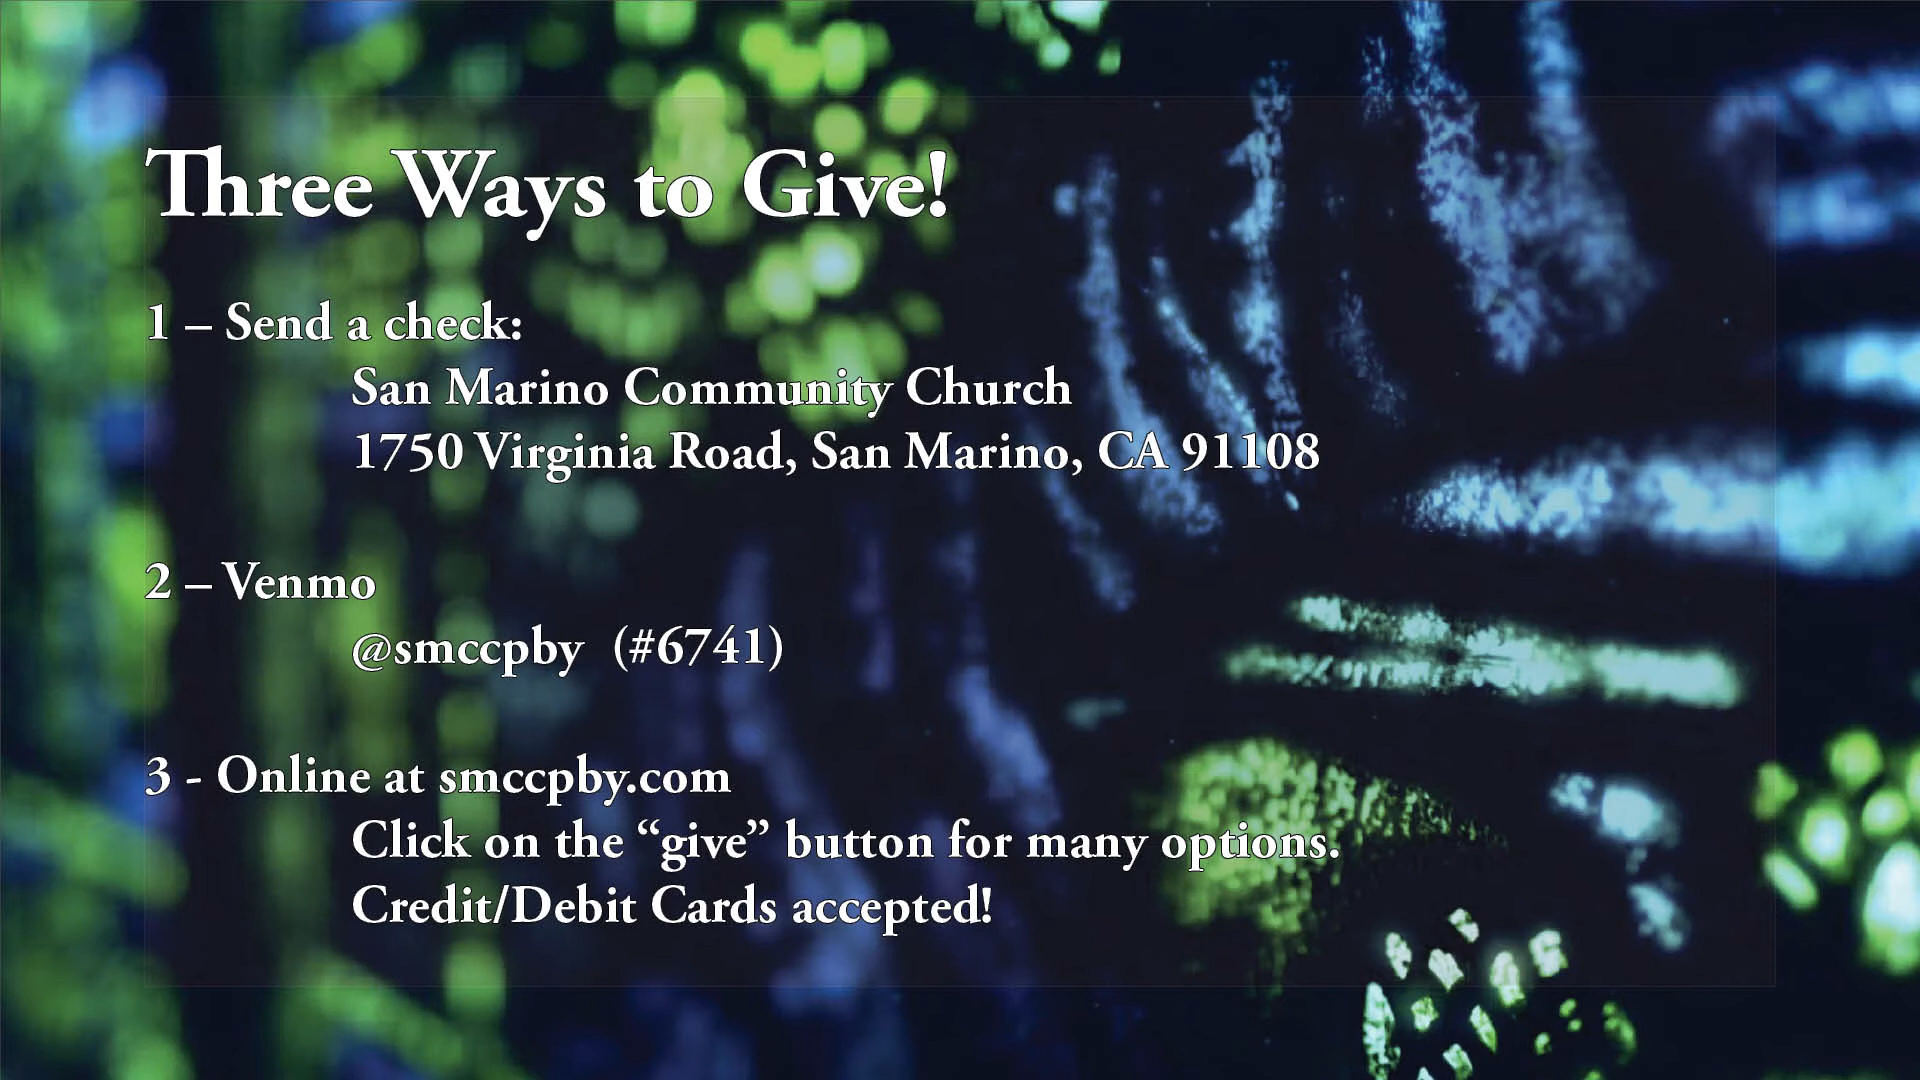 Three Ways to Give!
1 – Send a check:
San Marino Community Church
1750 Virginia Road, San Marino, CA 91108
2 – Venmo
@smccpby (#6741)
3 - Online at smccpby.com
Click on the “give” button for many options.
Credit/Debit Cards accepted!